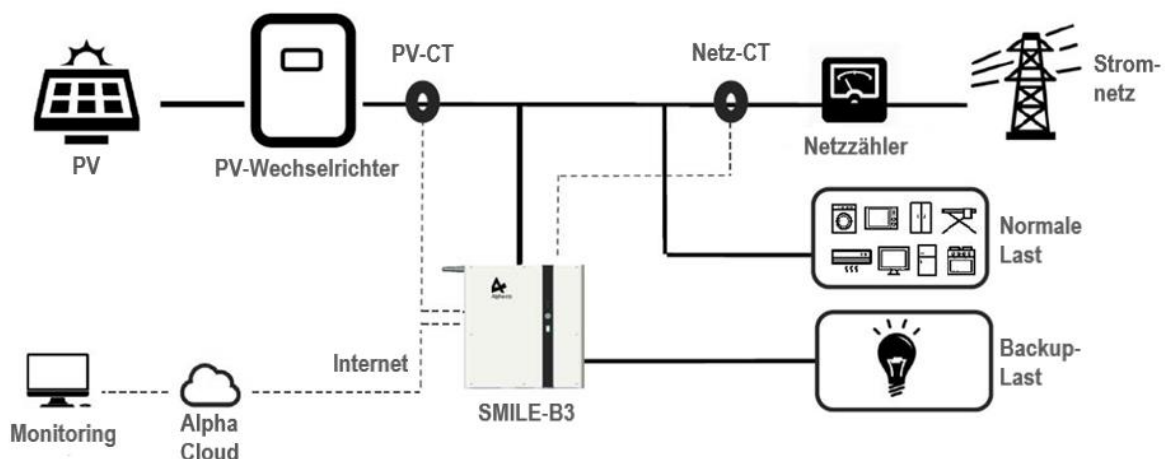 PV-CT
Netz-CT
Strom-
netz
PV
PV-Wechselrichter
Netzzähler
Normale
Last
Internet
Backup-
Last
SMILE-B3
Monitoring
Alpha
Cloud